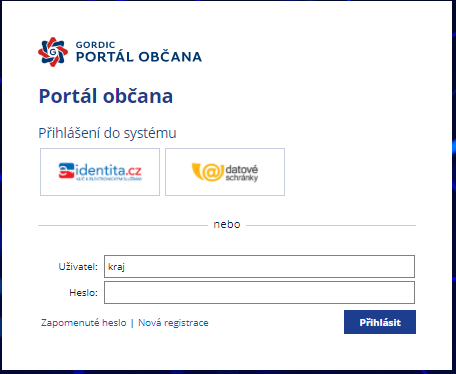 GORDIC
PORTÁL OBČANA
Portál občana
Přihlášení do systému
e-identita.cz
datové
schránky
nebo
Uživatel: kraj
Heslo:
Zapomenuté heslo | Nová registrace
Přihlásit